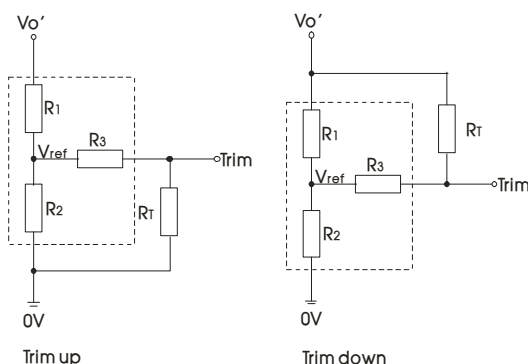 Vo' Vo'
R1 R1
R3 RT
Vref Trim R3
Vref Trim
R2 RT R2
0V 0V
Trim up Trim down